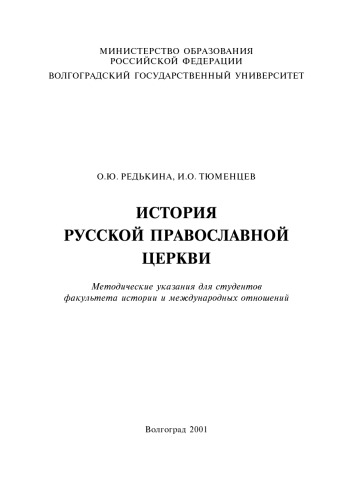 МИНИСТЕРСТВО ОБРАЗОВАНИЯ
РОССИЙСКОЙ ФЕДЕРАЦИИ
ВОЛГОГРАДСКИЙ ГОСУДАРСТВЕННЫЙ УНИВЕРСИТЕТ
О.Ю. РЕДЬКИНА, И.О. ТЮМЕНЦЕВ
ИСТОРИЯ
РУССКОЙ ПРАВОСЛАВНОЙ
ЦЕРКВИ
Методические указания для студентов
факультета истории и международных отношений
Волгоград 2001